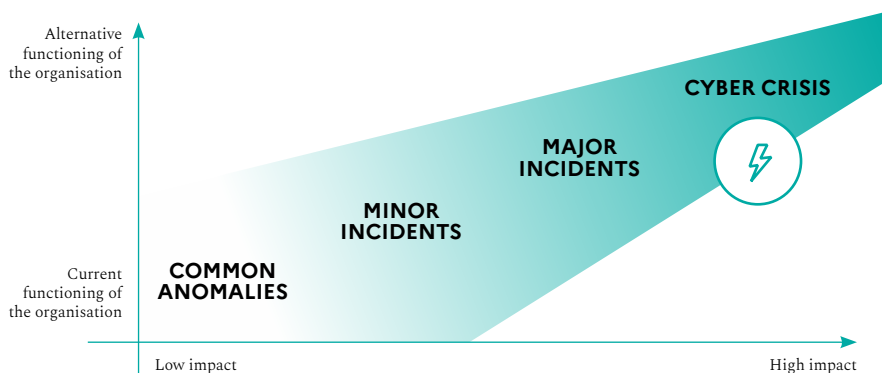 Alternative
functioning of
the organisation
CYBER CRISIS
MAJOR
INCIDENTS
MINOR
INCIDENTS
COMMON
ANOMALIES
Current
functioning of
the organisation
Low impact
High impact